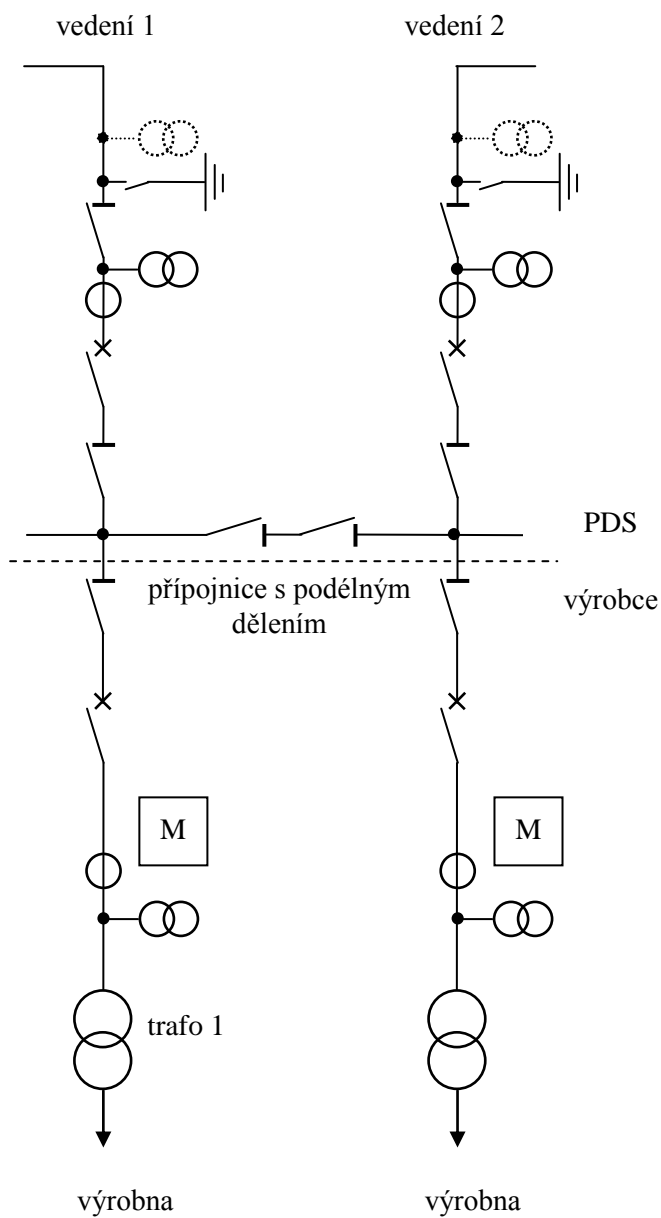 vedení 1
vedení 2
PDS
přípojnice s podélným
dělením
výrobce
M
M
trafo 1
výrobna
výrobna